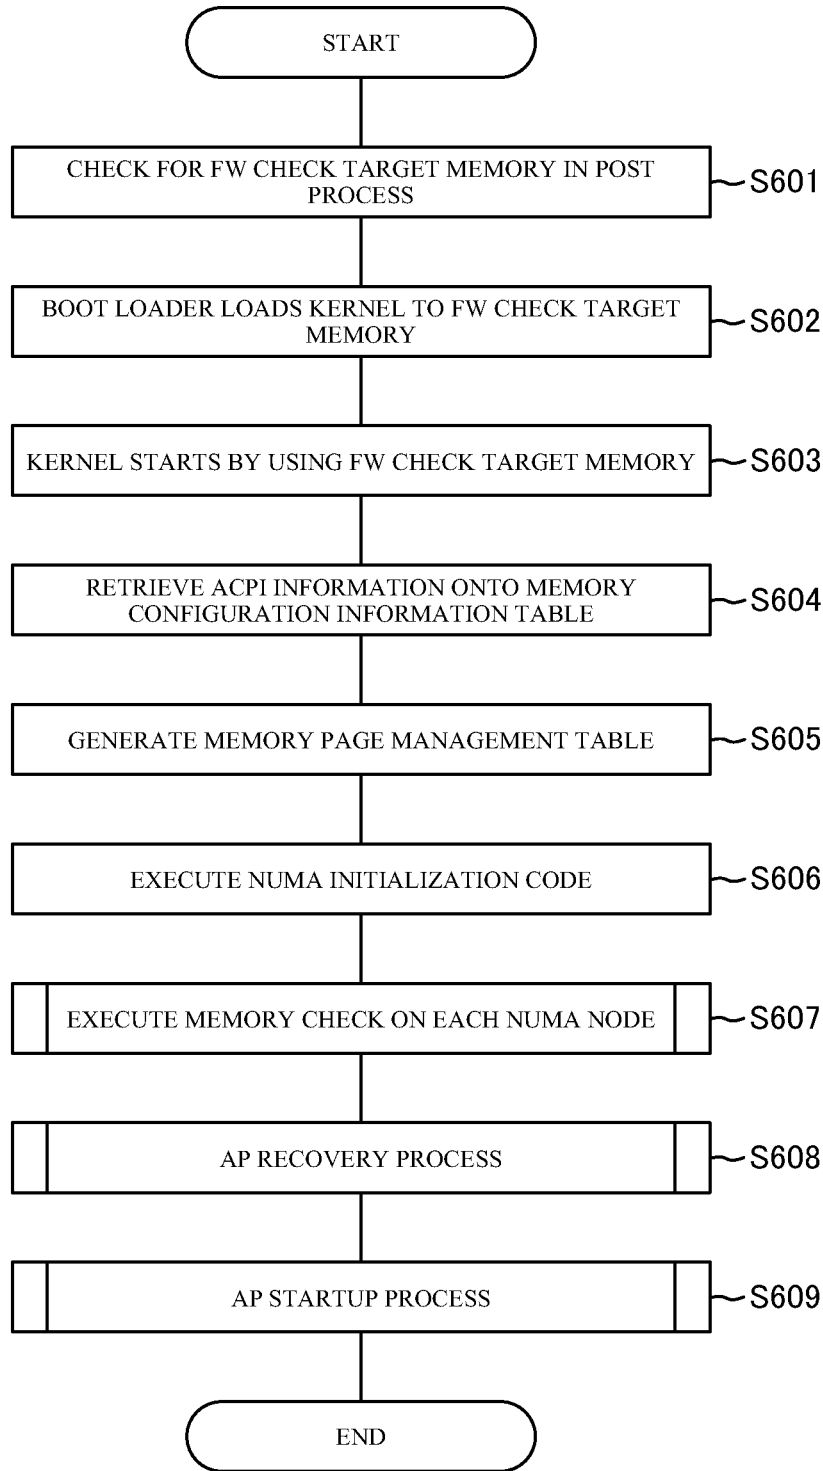 START
CHECK FOR FW CHECK TARGET MEMORY IN POST
PROCESS
S601
BOOT LOADER LOADS KERNEL TO FW CHECK TARGET
MEMORY
S602
KERNEL STARTS BY USING FW CHECK TARGET MEMORY
S603
RETRIEVE ACPI INFORMATION ONTO MEMORY
CONFIGURATION INFORMATION TABLE
S604
GENERATE MEMORY PAGE MANAGEMENT TABLE
S605
EXECUTE NUMA INITIALIZATION CODE
S606
EXECUTE MEMORY CHECK ON EACH NUMA NODE
S607
AP RECOVERY PROCESS
S608
AP STARTUP PROCESS
S609
END